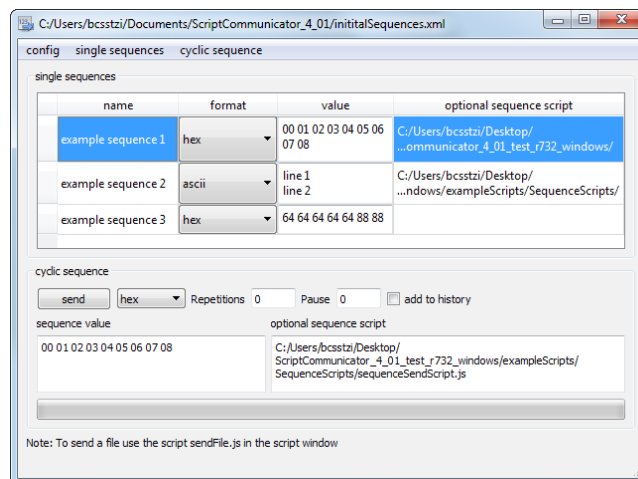 C:/Users/bcsstzi/Documents/ScriptCommunicator_4_01/inititalSequences.xml
config single sequences cyclic sequence
single sequences
name format value optional sequence script
example sequence 1 hex 00 01 02 03 04 05 06 07 08 C:/Users/bcsstzi/Desktop/ ...ommunicator_4_01_test_r732_windows/
example sequence 2 ascii line 1 line 2 C:/Users/bcsstzi/Desktop/ ...ndows/exampleScripts/SequenceScripts/
example sequence 3 hex 64 64 64 64 64 88 88
cyclic sequence
send hex Repetitions 0 Pause 0 add to history
sequence value optional sequence script
00 01 02 03 04 05 06 07 08 C:/Users/bcsstzi/Desktop/
ScriptCommunicator_4_01_test_r732_windows/exampleScripts/
SequenceScripts/sequenceSendScript.js
Note: To send a file use the script sendFile.js in the script window